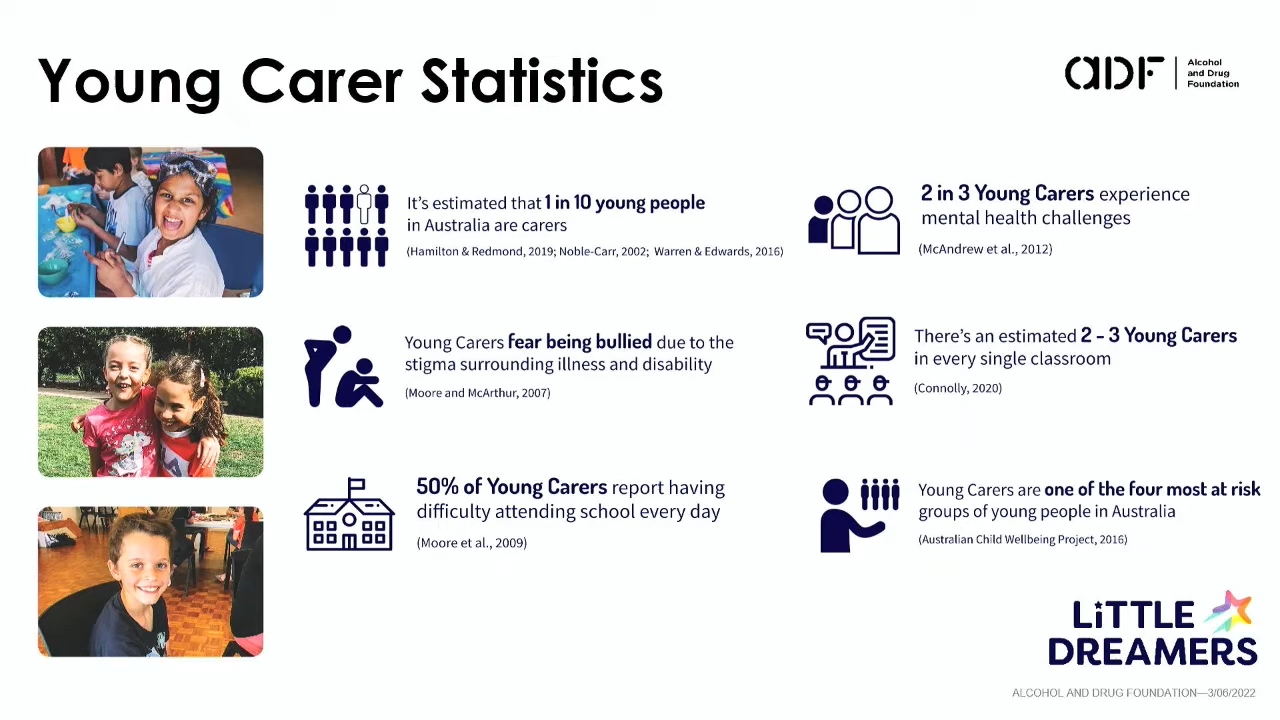 Young Carer Statistics
aDF
Alcohol
and Drug
Foundation
It's estimated that 1 in 10 young people
in Australia are carers
(Hamilton & Redmond, 2019; Noble-Carr, 2002; Warren & Edwards, 2016)
2 in 3 Young Carers experience
mental health challenges
(McAndrew et al., 2012)
Young Carers fear being bullied due to the
stigma surrounding illness and disability
(Moore and McArthur, 2007)
There's an estimated 2 - 3 Young Carers
in every single classroom
(Connolly, 2020)
50% of Young Carers report having
difficulty attending school every day
(Moore et al., 2009)
Young Carers are one of the four most at risk
groups of young people in Australia
(Australian Child Wellbeing Project, 2016)
LiTTLE
DREAMERS
ALCOHOL AND DRUG FOUNDATION—3/06/2022